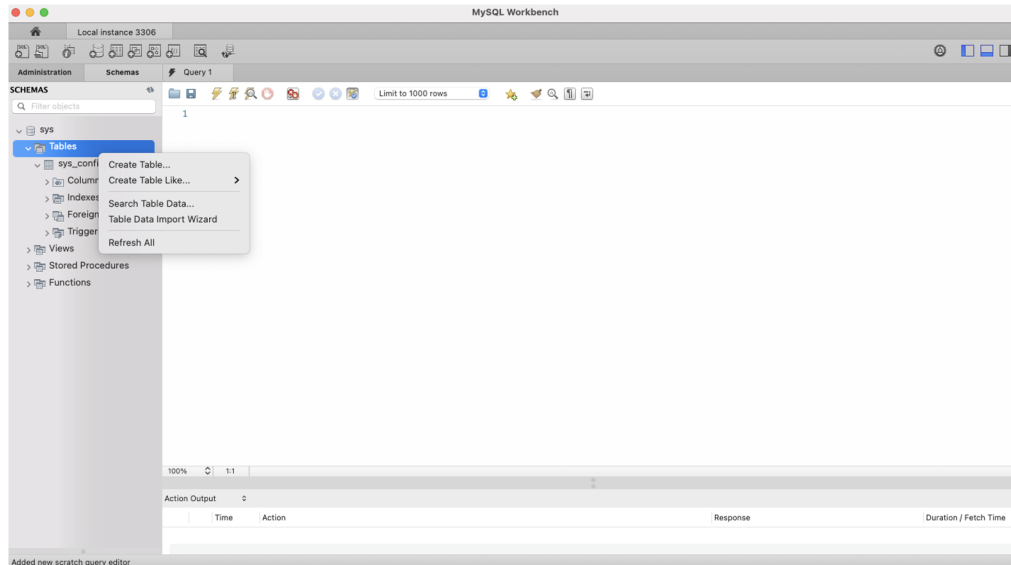 MySQL Workbench
Local instance 3306
Administration Schemas Query 1
SCHEMAS
Filter objects
Limit to 1000 rows
1
sys
Tables
sys_confi
Column
Indexes
Foreign
Trigger
Views
Stored Procedures
Functions
Create Table...
Create Table Like...
Search Table Data...
Table Data Import Wizard
Refresh All
100% 1:1
Action Output
Time Action Response Duration / Fetch Time
Added new scratch query editor